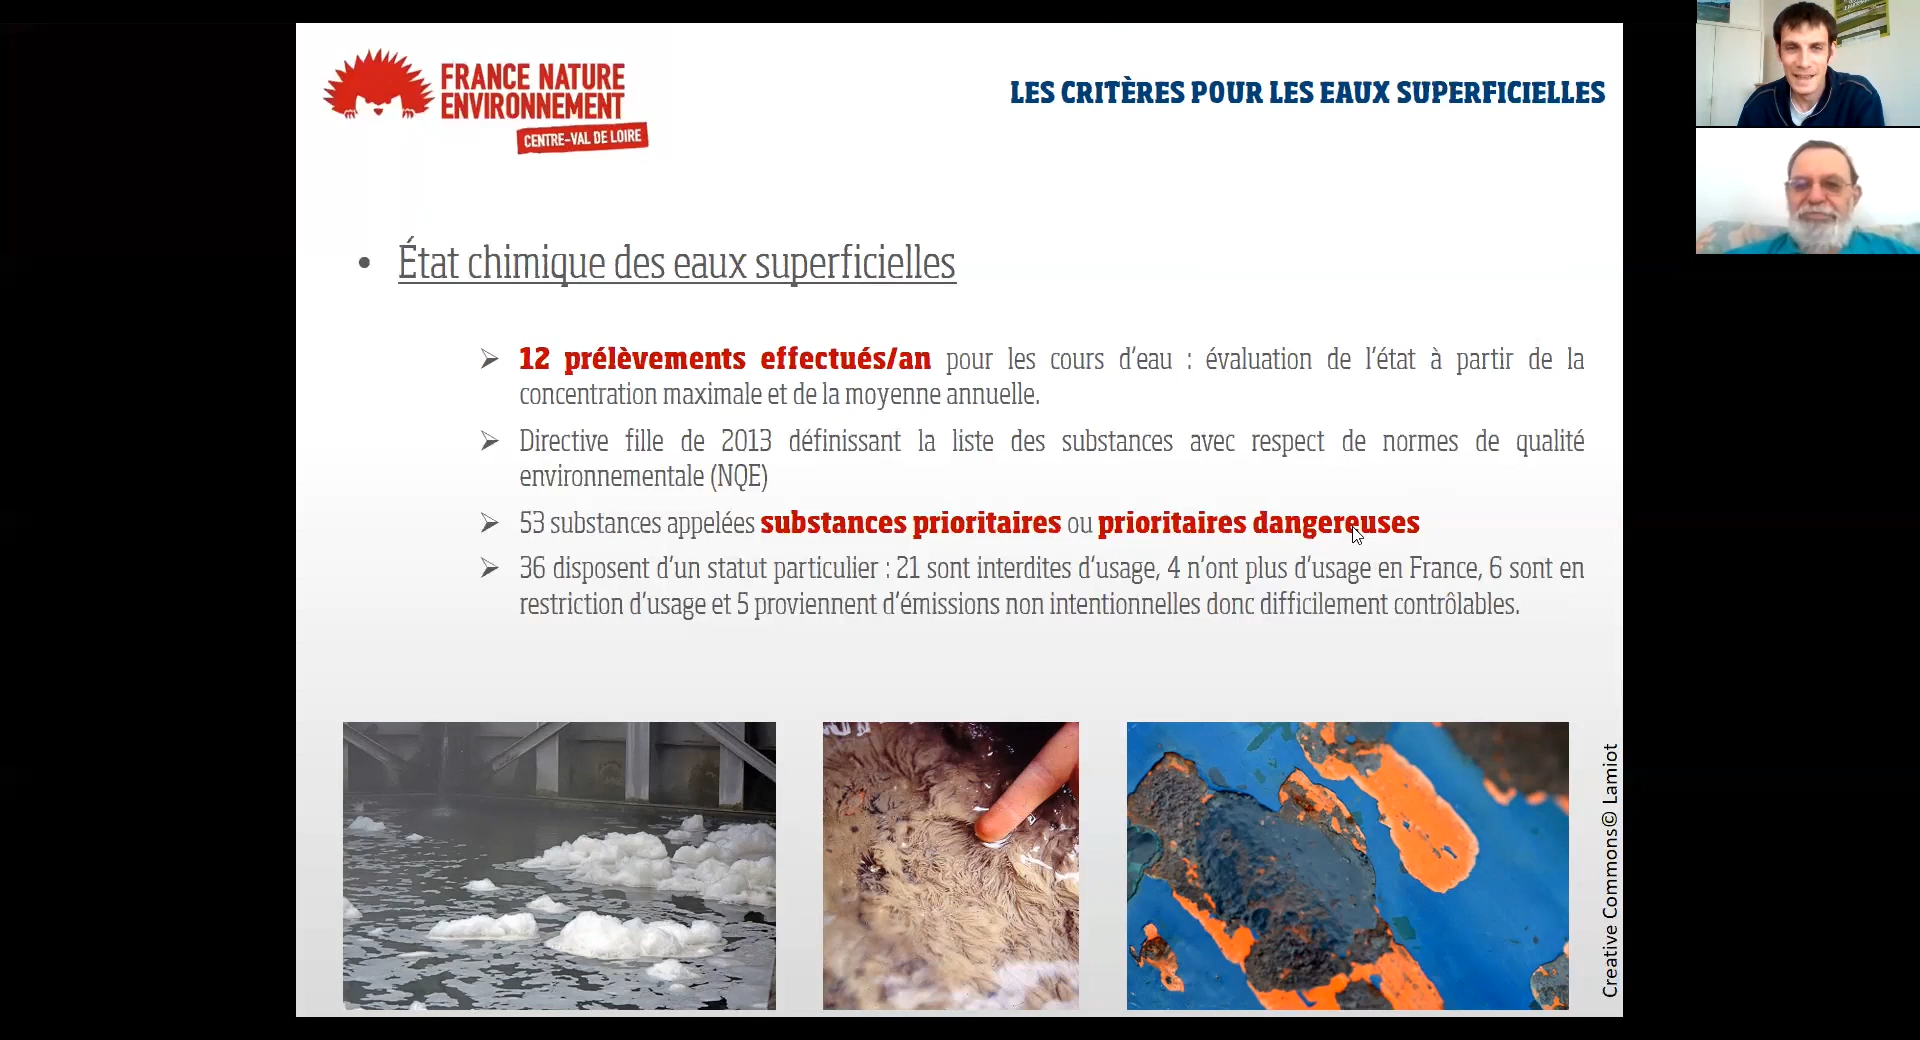 FRANCE NATURE
ENVIRONNEMENT
CENTRE-VAL DE LOIRE
LES CRITÈRES POUR LES EAUX SUPERFICIELLES
• État chimique des eaux superficielles
➢ 12 prélèvements effectués/an pour les cours d'eau : évaluation de l'état à partir de la
concentration maximale et de la moyenne annuelle.
➢ Directive fille de 2013 définissant la liste des substances avec respect de normes de qualité
environnementale (NQE)
➢ 53 substances appelées substances prioritaires ou prioritaires dangereuses
➢ 36 disposent d'un statut particulier : 21 sont interdites d'usage, 4 n'ont plus d'usage en France, 6 sont en
restriction d'usage et 5 proviennent d'émissions non intentionnelles donc difficilement contrôlables.
Creative Commons© Lamiot